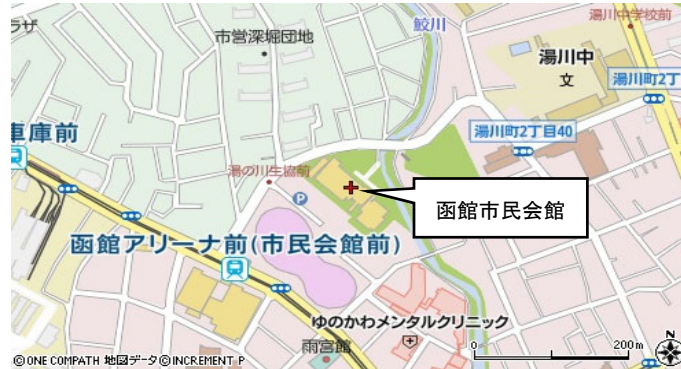 ラザ
市営深堀団地
鮫川
湯川中学校前
湯川中
文
湯川町2丁
湯川町2丁目40
車庫前
湯の川生協前
P
函館市民会館
函館アリーナ前(市民会館前)
ゆのかわメンタルクリニック
雨宮館
0
200m
N
©ONE COMPATH 地図データ©INCREMENT P